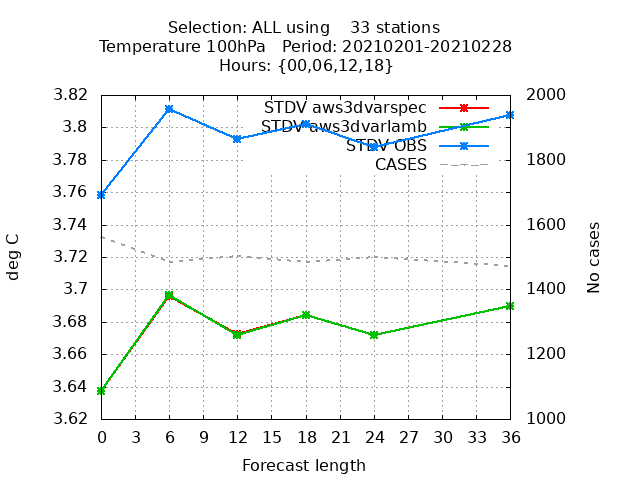 Selection: ALL using    33 stations
Temperature 100hPa   Period: 20210201-20210228
Hours: {00,06,12,18}
3.82
3.8
3.78
3.76
3.74
3.72
3.7
3.68
3.66
3.64
3.62
deg C
STDV aws3dvarspec
STDV aws3dvarlamb
STDV OBS
CASES
2000
1800
1600
1400
1200
1000
No cases
0 3 6 9 12 15 18 21 24 27 30 33 36
Forecast length